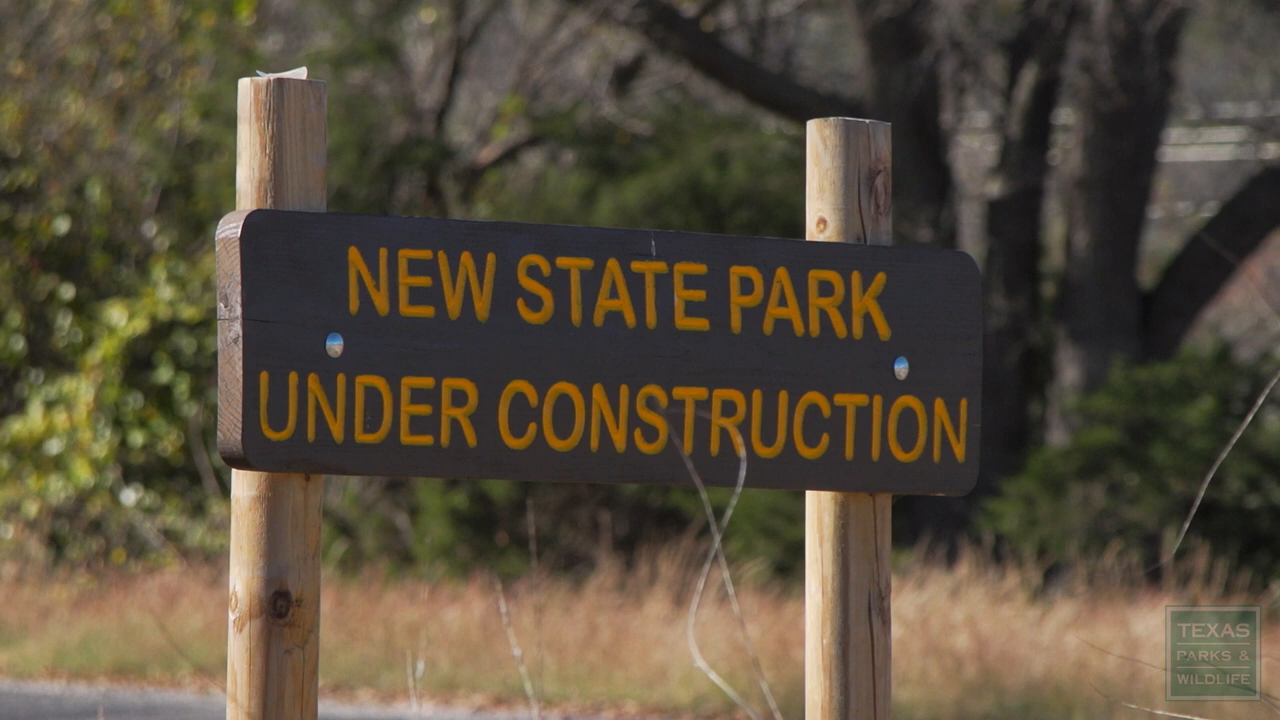 NEW STATE PARK
UNDER CONSTRUCTION
TEXAS
PARKS &
WILDLIFE